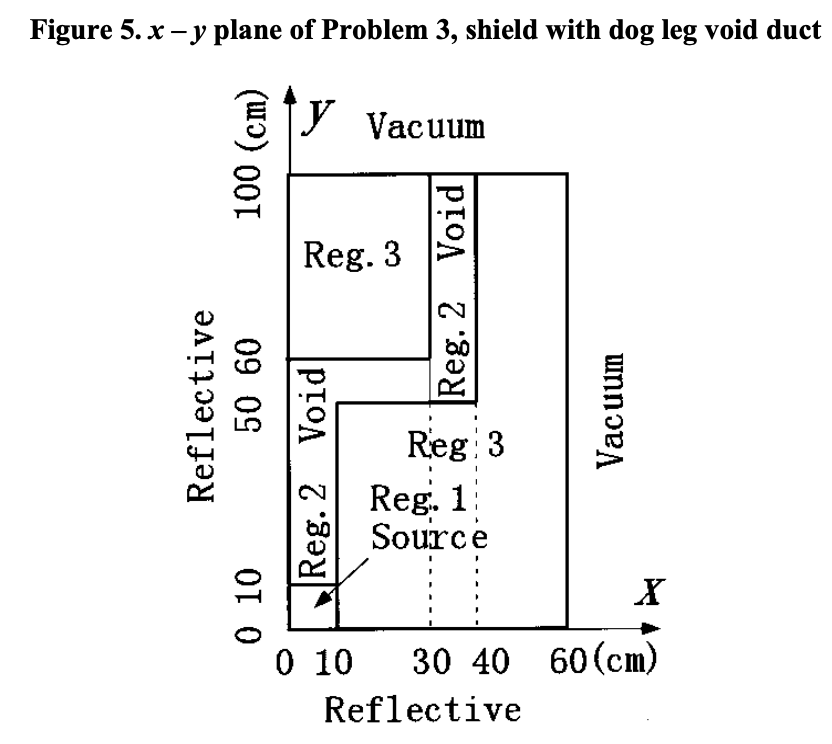 Figure 5. x – y plane of Problem 3, shield with dog leg void duct
y Vacuum
100 (cm)
Reg. 3
Reg. 2 Void
Reflective
50 60
Reg. 2 Void
Vacuum
Reg. 3
Reg. 1
Source
0 10
X
0 10 30 40 60 (cm)
Reflective